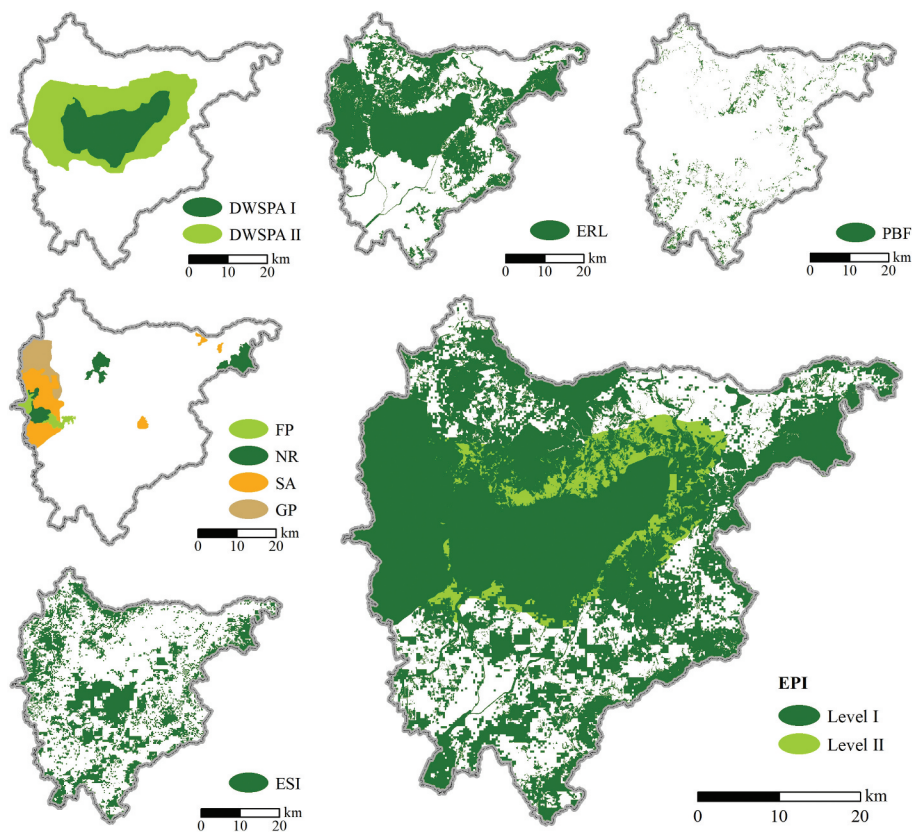 DWSPA I
DWSPA II
km
0 10 20
ERL
km
0 10 20
PBF
km
0 10 20
FP
NR
SA
GP
km
0 10 20
ESI
km
0 10 20
EPI
Level I
Level II
km
0 10 20